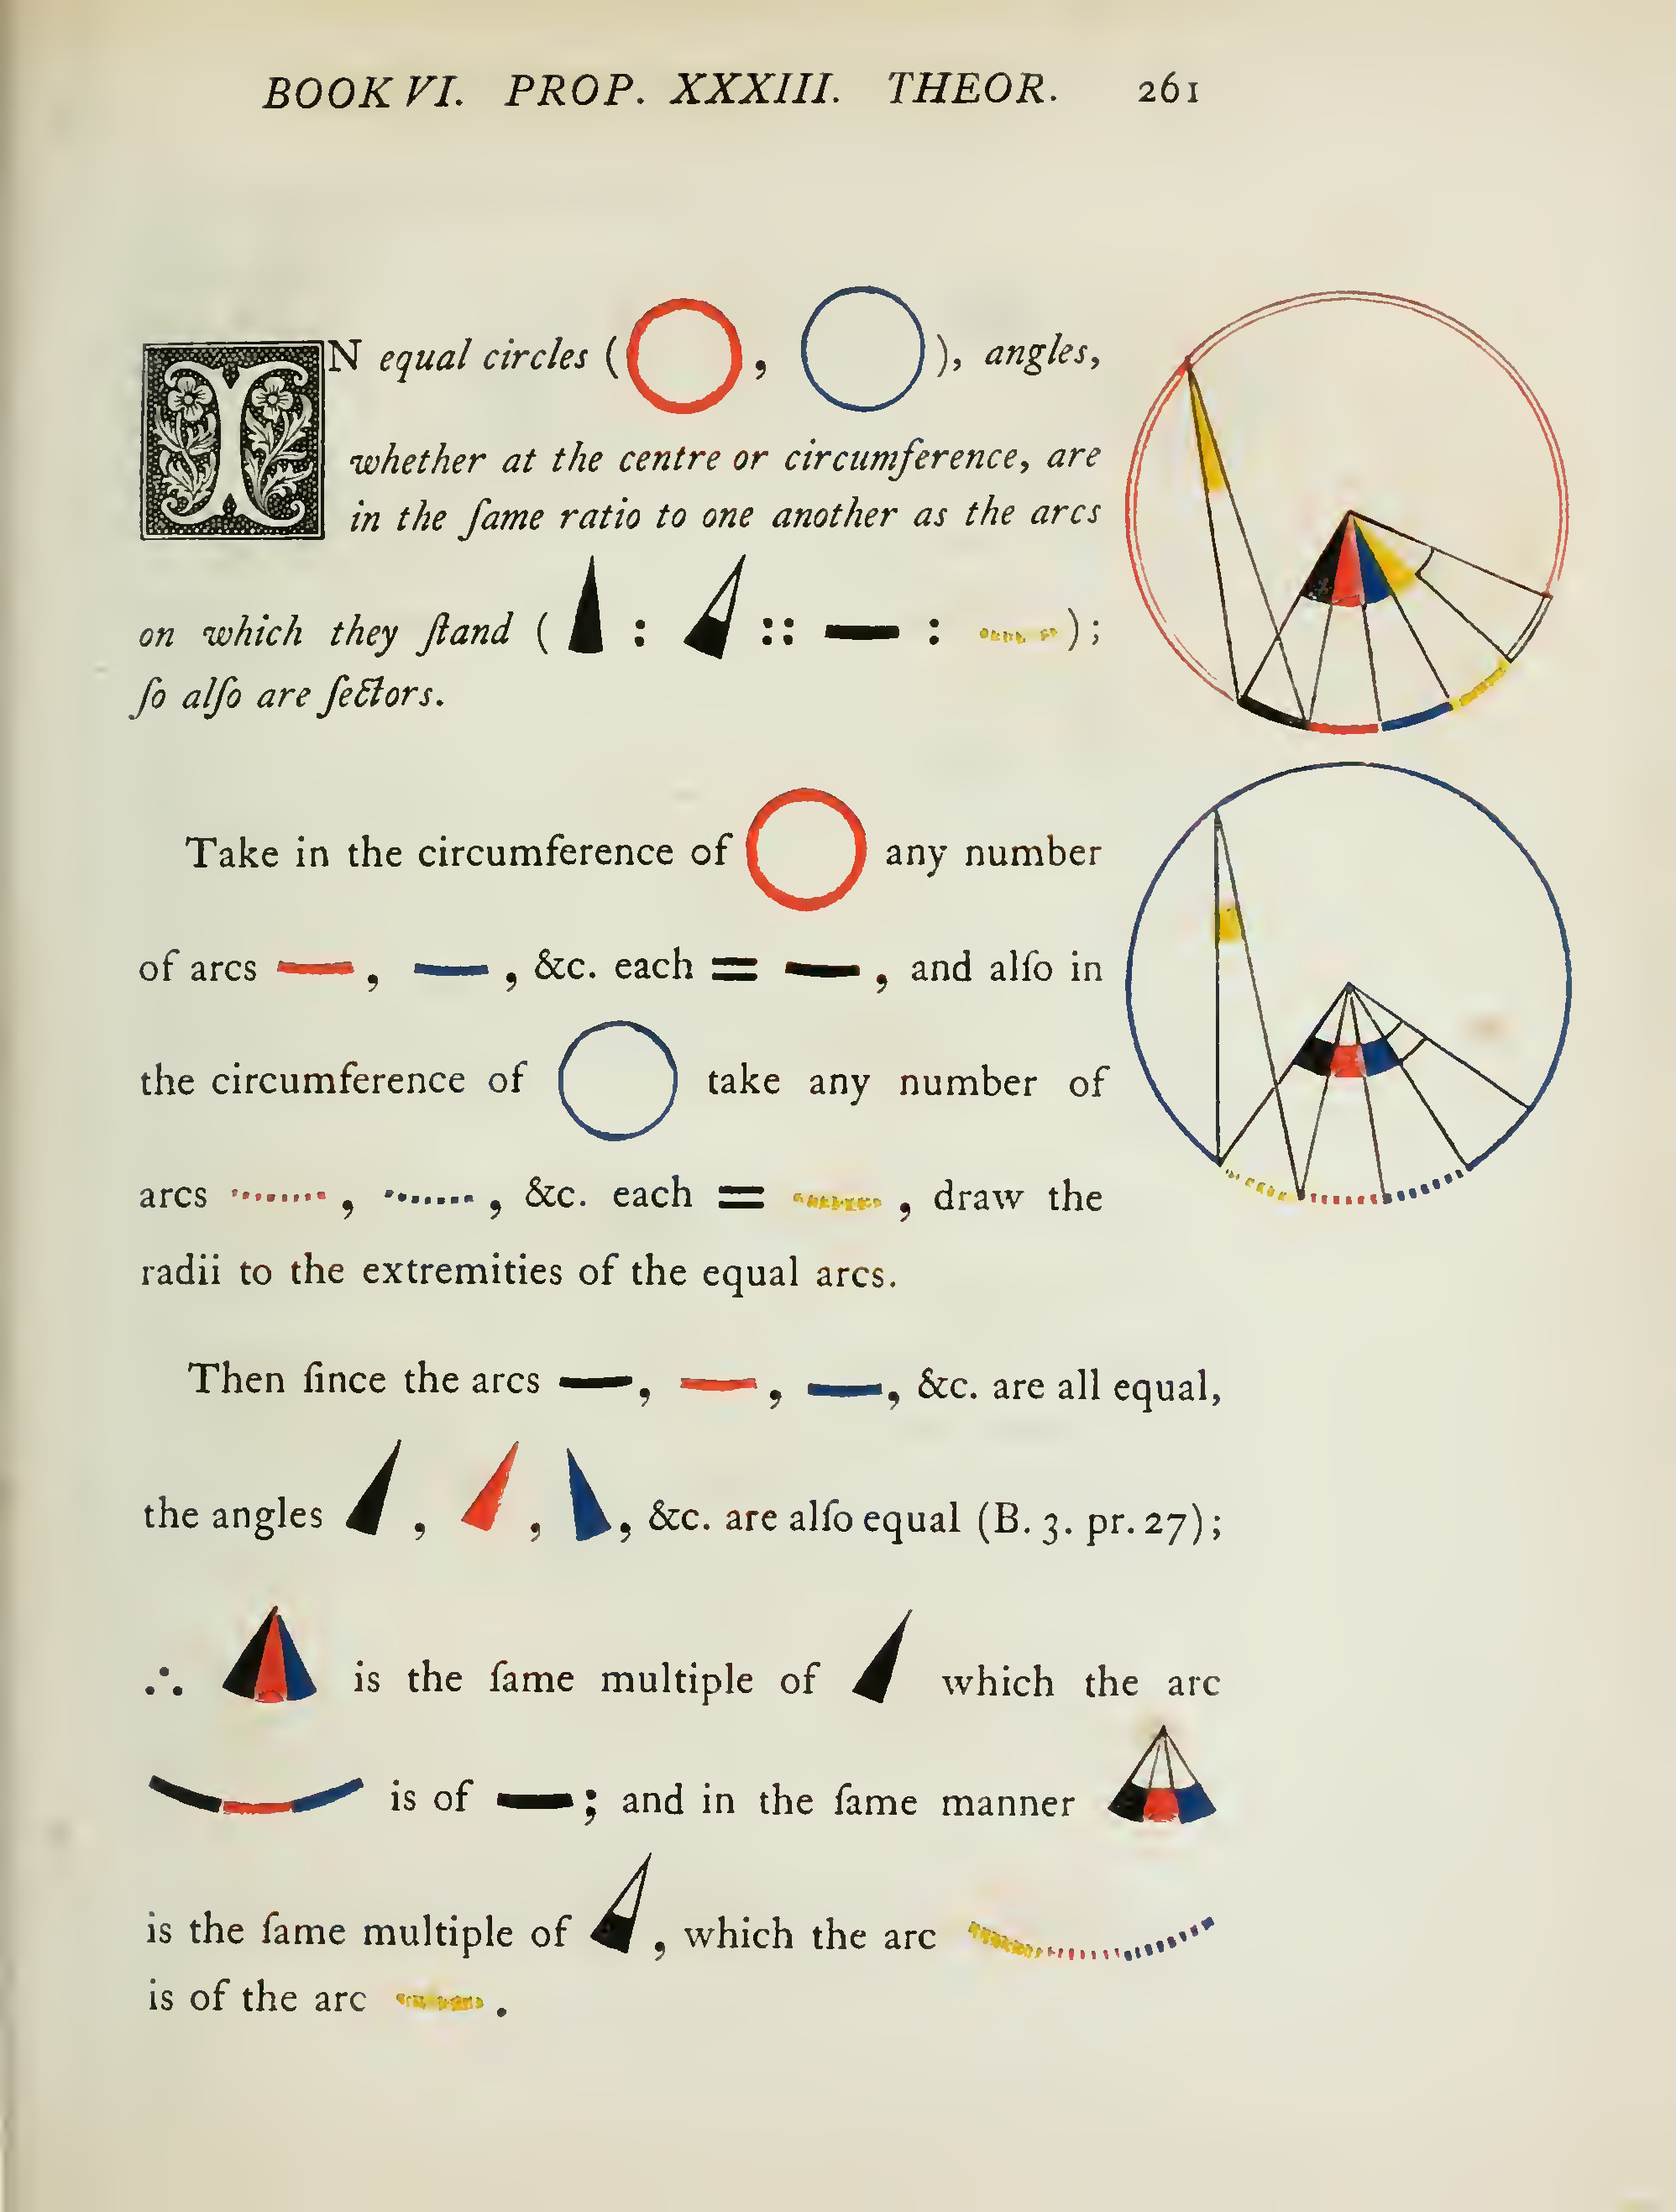 BOOK VI. PROP. XXXIII. THEOR. 261
IN equal circles ( , ), angles,
whether at the centre or circumference, are
in the ſame ratio to one another as the arcs
on which they ſtand ( : :: : );
ſo alſo are ſectors.
Take in the circumference of any number
of arcs , , &c. each = , and alſo in
the circumference of take any number of
arcs , , &c. each = , draw the
radii to the extremities of the equal arcs.
Then ſince the arcs , , , &c. are all equal,
the angles , , , &c. are alſo equal (B. 3. pr. 27);
∴ is the ſame multiple of which the arc
is of ; and in the ſame manner
is the ſame multiple of , which the arc
is of the arc .